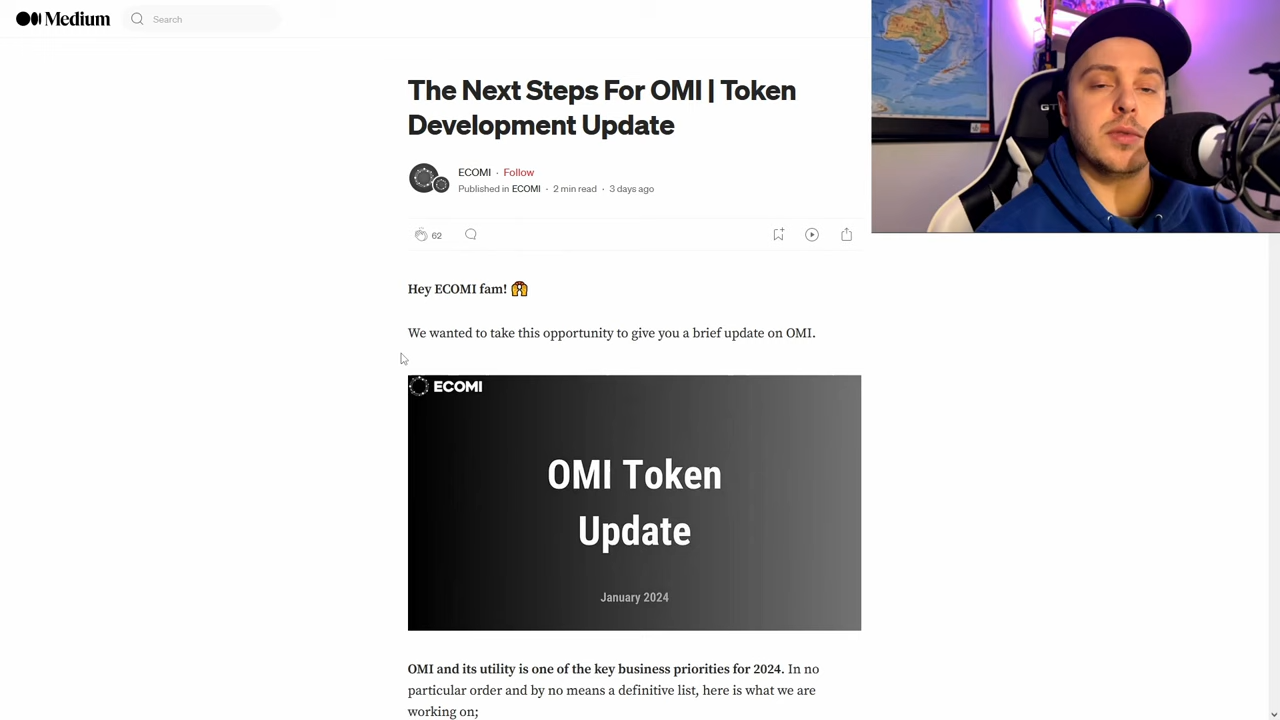 Medium
Search
The Next Steps For OMI | Token
Development Update
ECOMI · Follow
Published in ECOMI · 2 min read · 3 days ago
62
Hey ECOMI fam! 🙌
We wanted to take this opportunity to give you a brief update on OMI.
ECOMI
OMI Token
Update
January 2024
OMI and its utility is one of the key business priorities for 2024. In no
particular order and by no means a definitive list, here is what we are
working on;